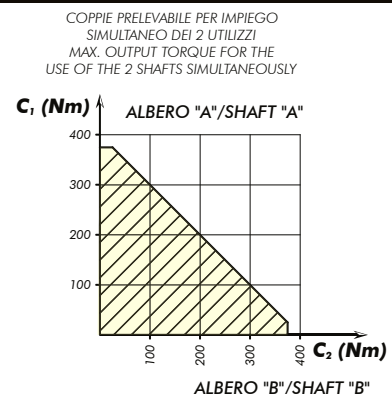 COPPIE PRELEVABILE PER IMPIEGO
SIMULTANEO DEI 2 UTILIZZI
MAX. OUTPUT TORQUE FOR THE
USE OF THE 2 SHAFTS SIMULTANEOUSLY
C₁ (Nm)
ALBERO "A"/SHAFT "A"
400
300
200
100
100
200
300
400
C₂ (Nm)
ALBERO "B"/SHAFT "B"